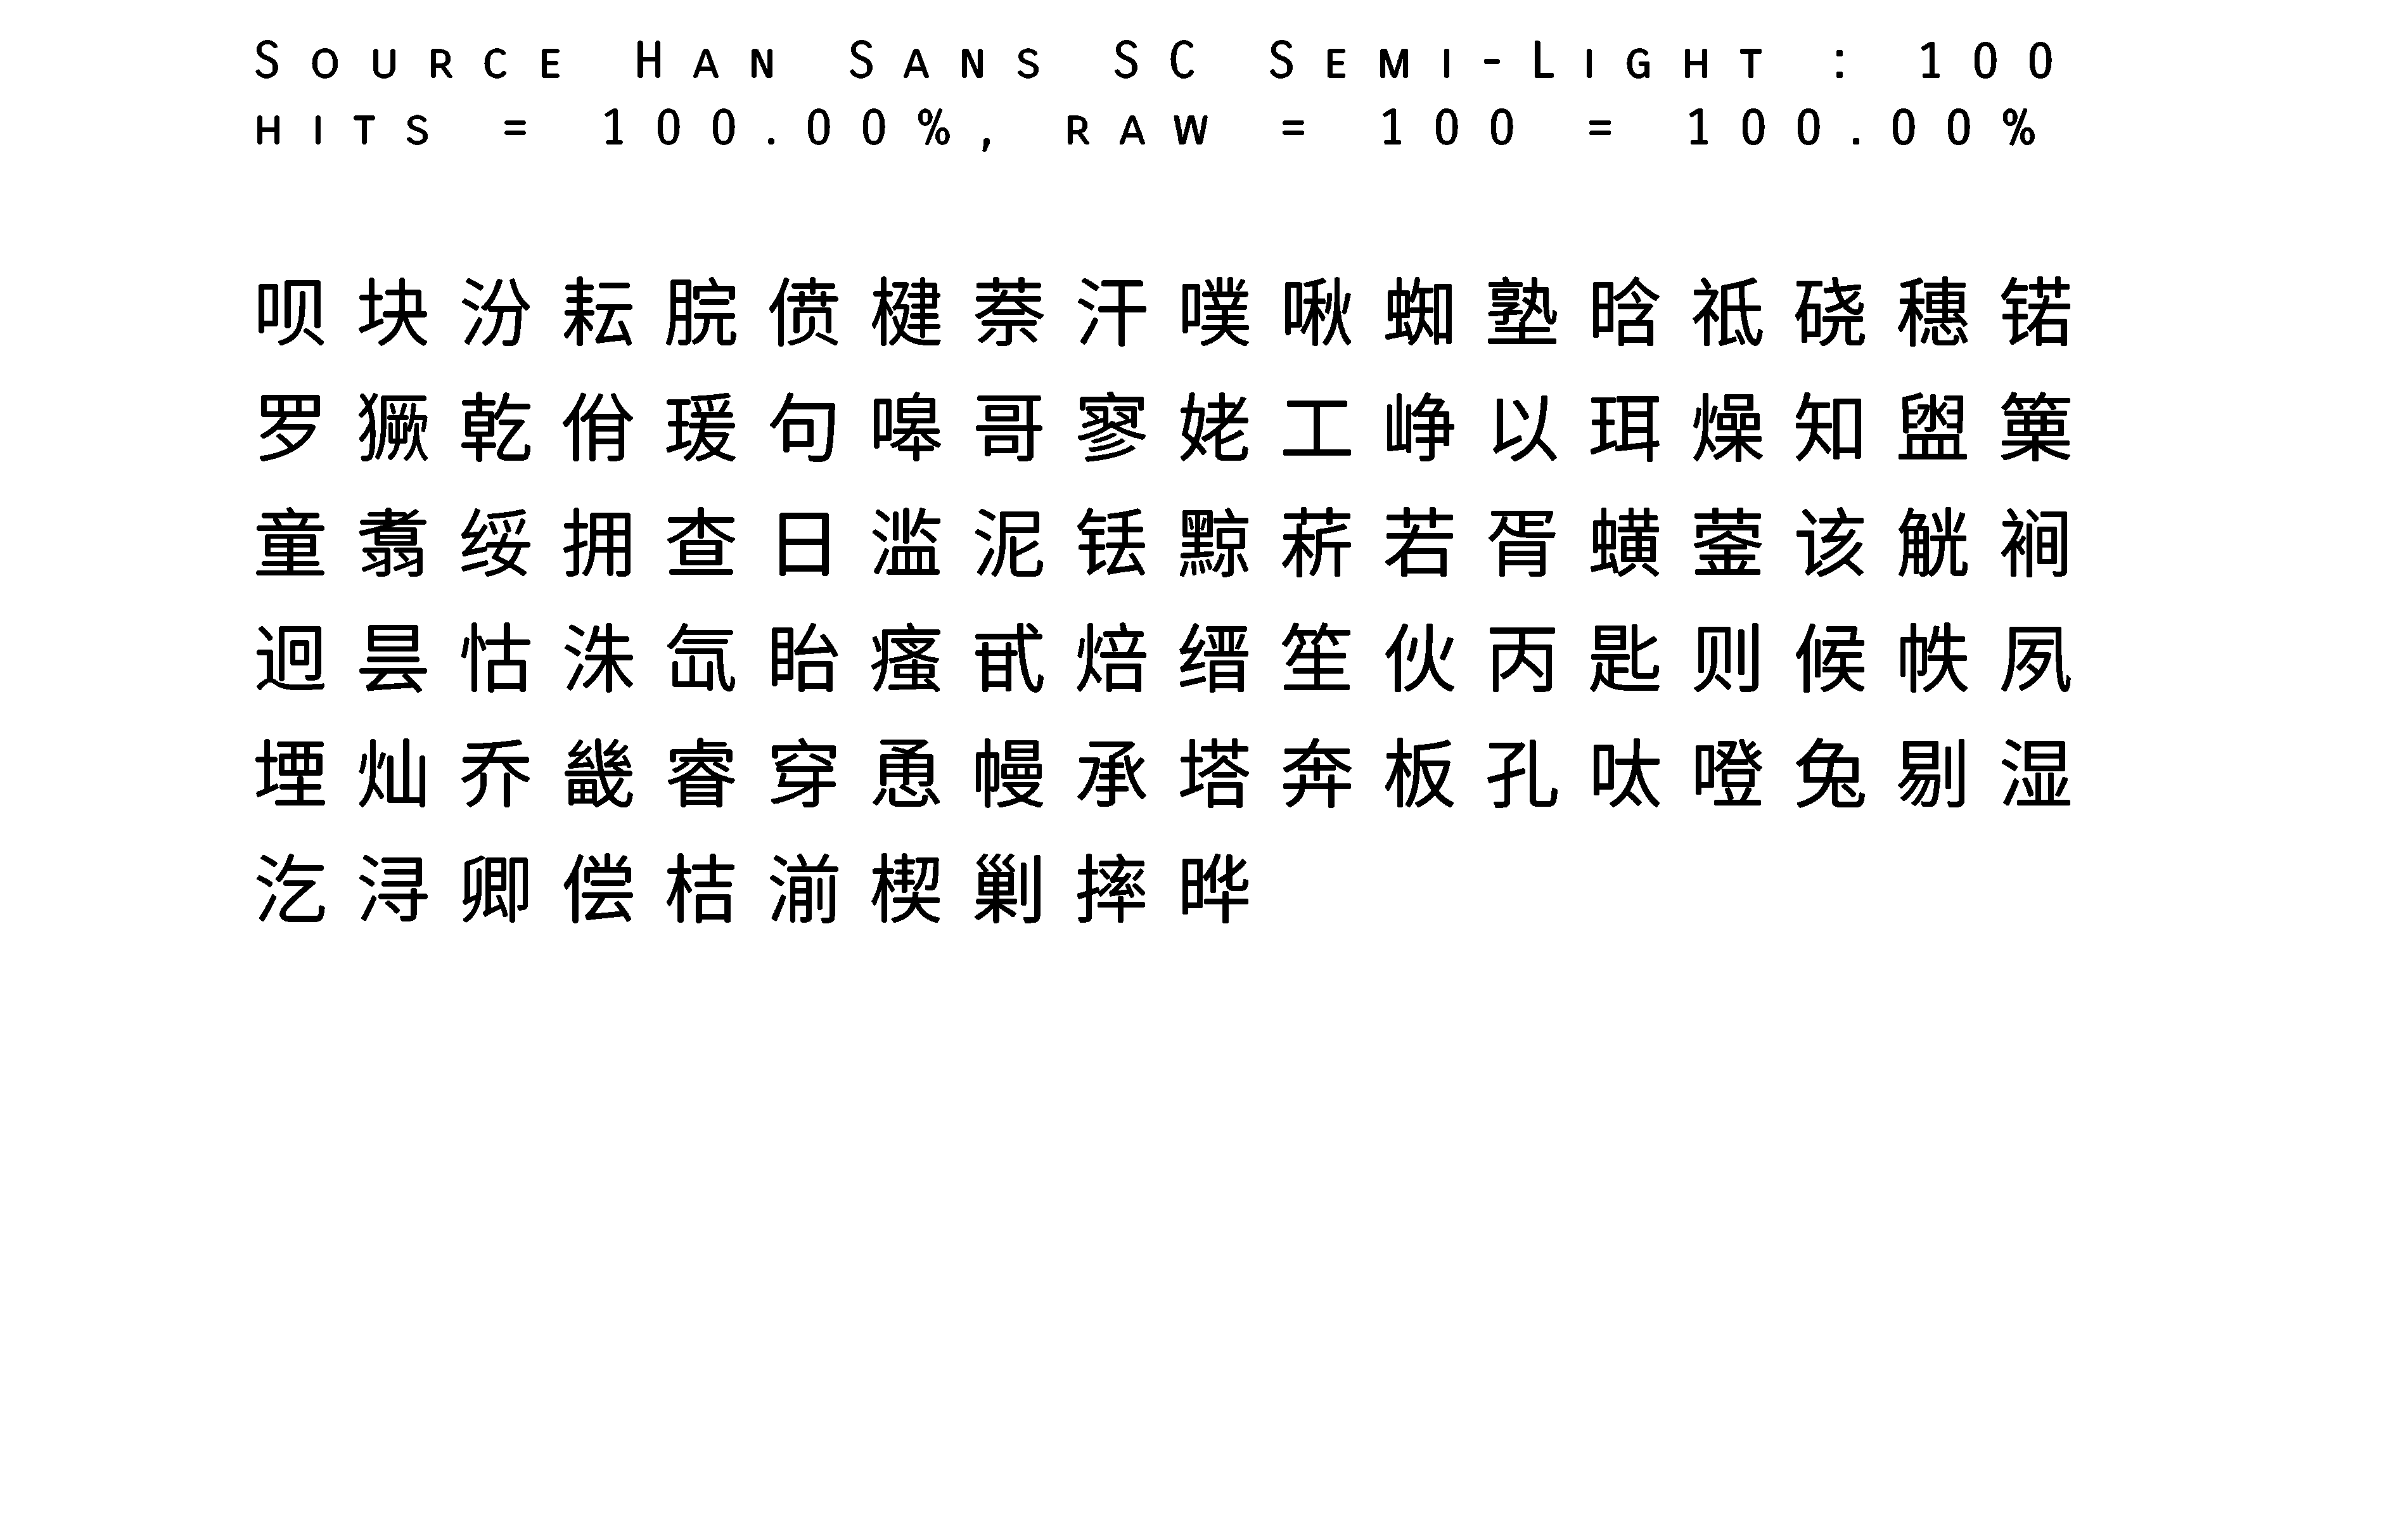 Source Han Sans SC Semi-Light : 100
hits = 100.00%, raw = 100 = 100.00%
呗块汾耘脘偾楗萘汗噗啾蜘塾晗祗硗穗锘
罗獗乾佾瑗句嗥哥寥姥工峥以珥燥知盥篥
童翥绥拥查日滥泥铥黥菥若胥蟥蓥该觥裥
迥昙怙洙氙眙瘙甙焙缙笙伙丙匙则候帙夙
堙灿乔畿睿穿恿幔承塔奔板孔呔噔兔剔湿
汔浔卿偿桔湔楔剿摔晔